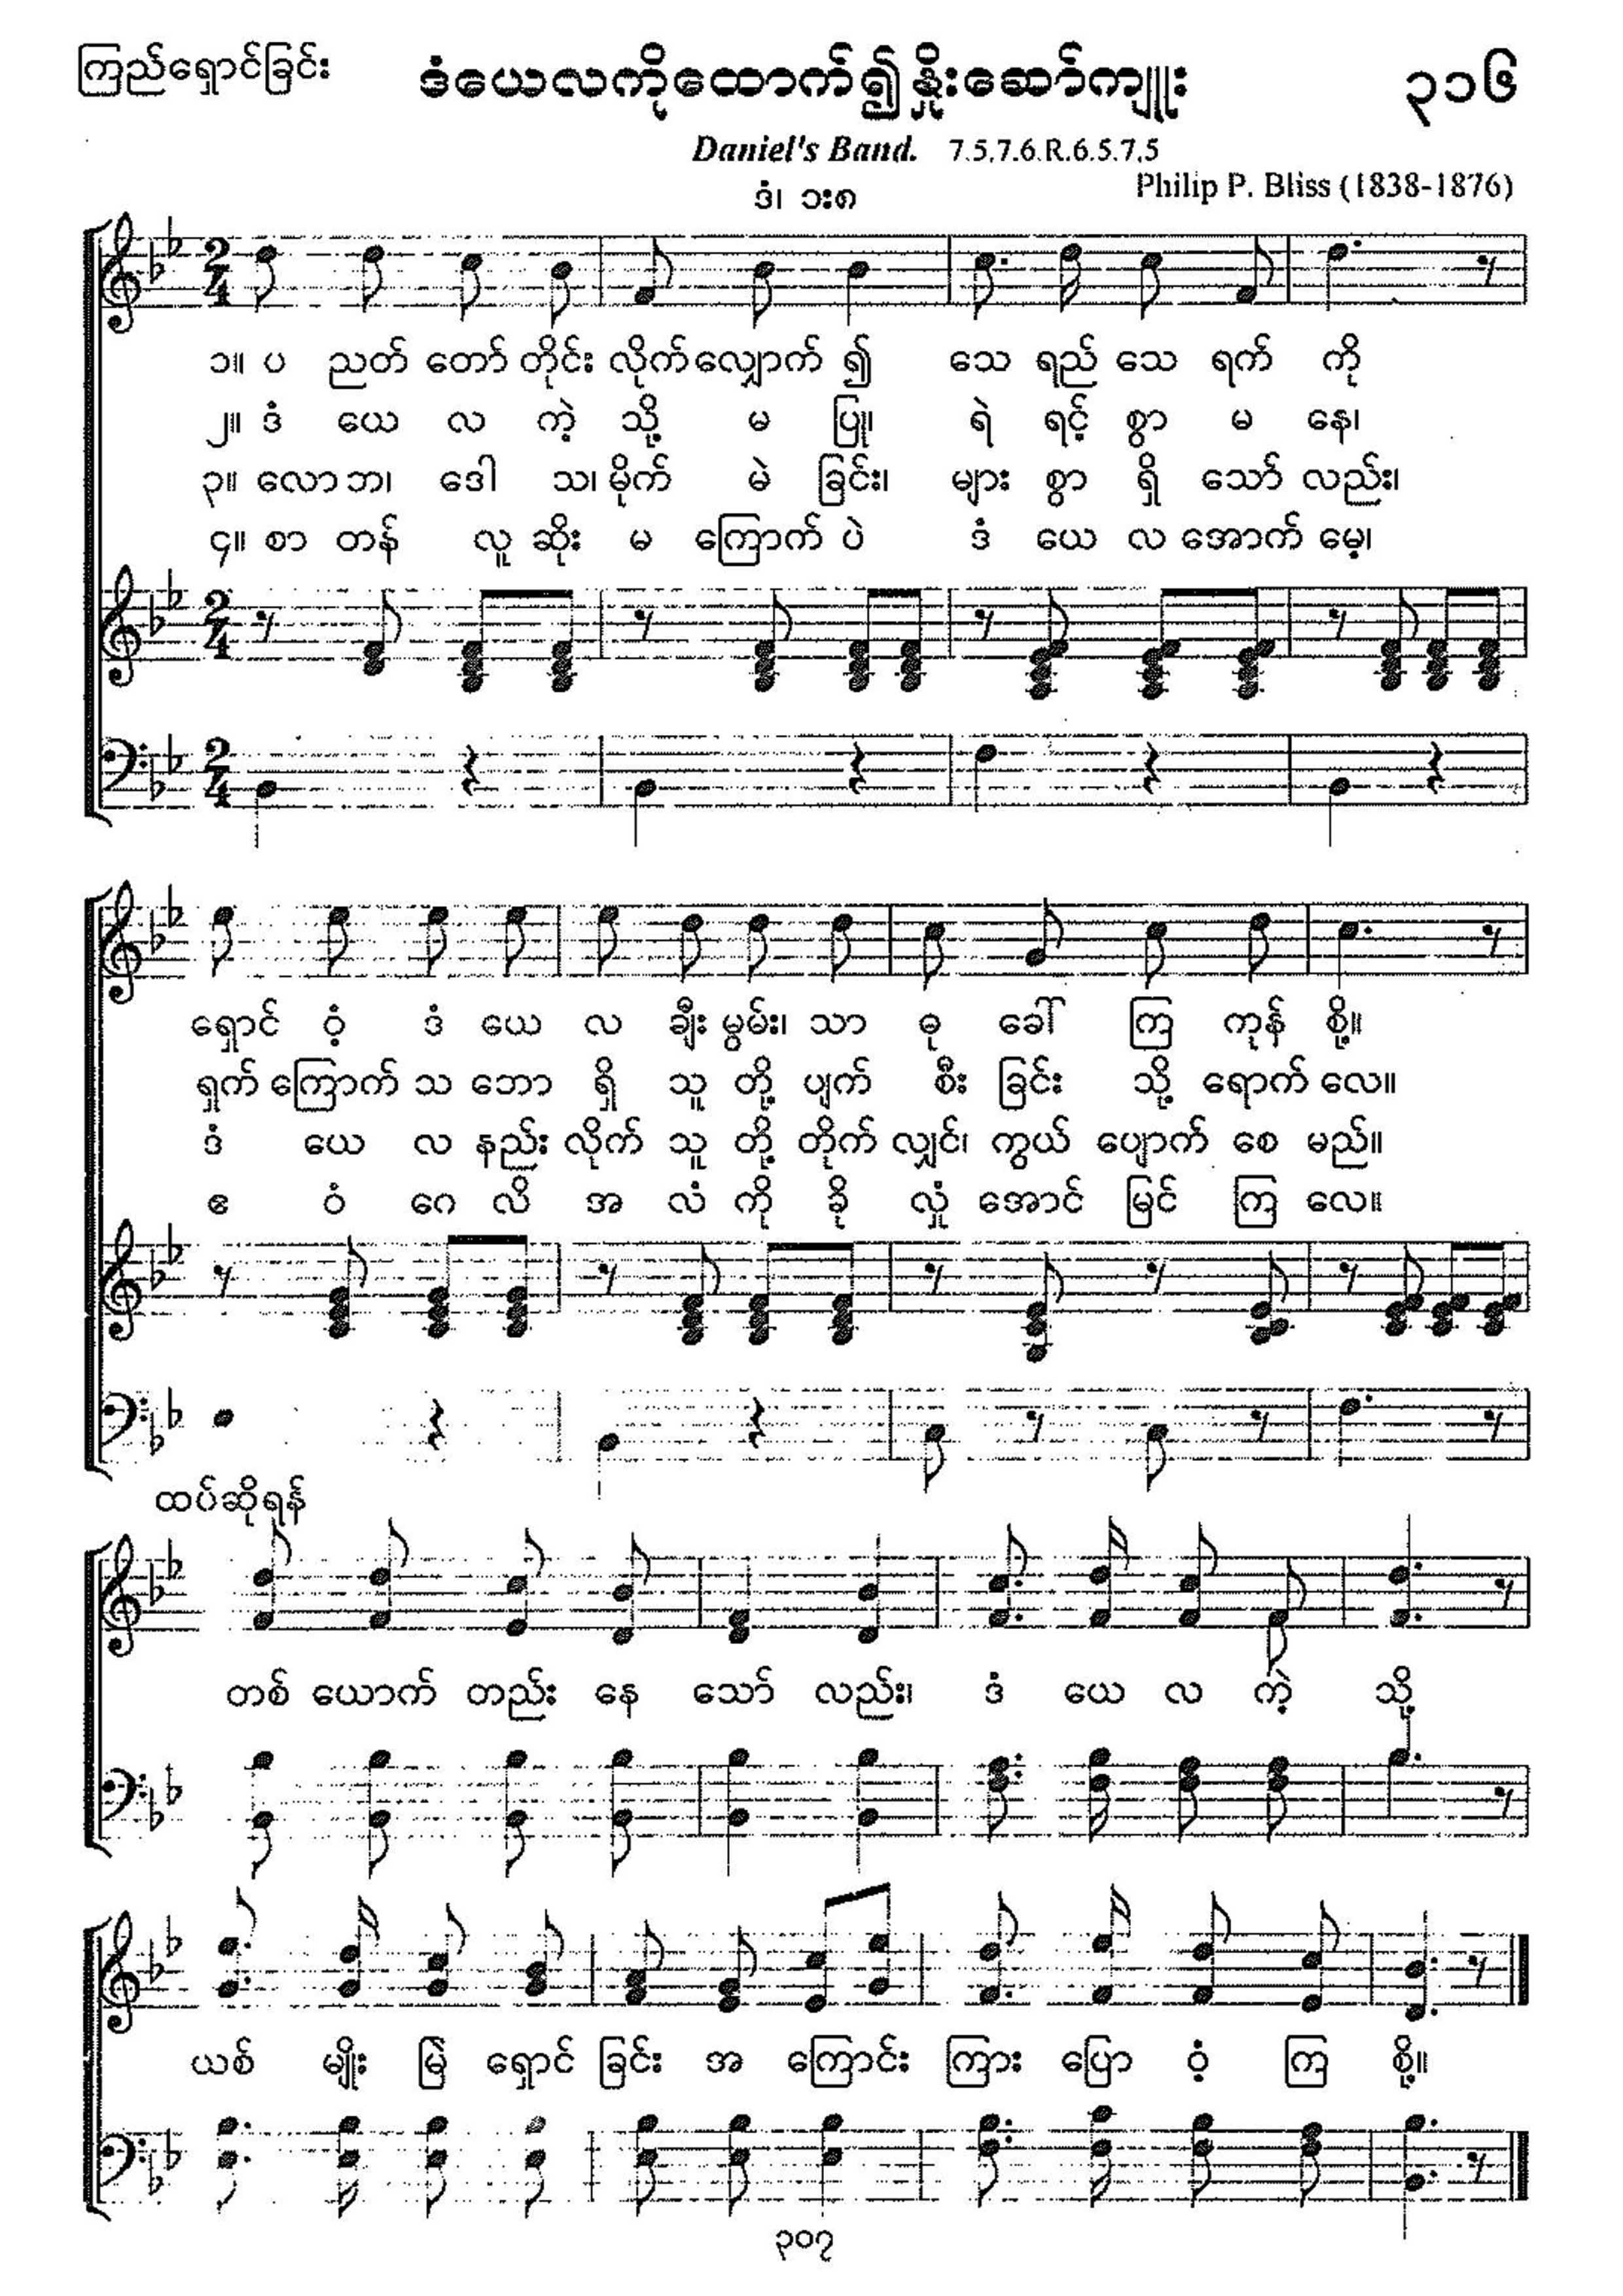 ကြည်ရှောင်ခြင်း
ဒံယေလကိုထောက်၍နှိုးဆော်ကျူး
၃၁၆
Daniel's Band. 7.5.7.6.R.6.5.7.5
ဒံ၊ ၁း၈
Philip P. Bliss (1838-1876)
၁။ ပ ညတ် တော် တိုင်း လိုက် လျှောက် ၍ သေ ရည် သေ ရက် ကို
၂။ ဒံ ယေ လ ကဲ့ သို့ မ ပြု၊ ရဲ ရင့် စွာ မ နေ၊
၃။ လော ဘ၊ ဒေါ သ၊ မိုက် မဲ ခြင်း၊ များ စွာ ရှိ သော် လည်း၊
၄။ စာ တန် လူ ဆိုး မ ကြောက် ပဲ ဒံ ယေ လ အောက် မေ့၊
ရှောင် ဝံ့ ဒံ ယေ လ ချီး မွမ်း၊ သာ ဓု ခေါ် ကြ ကုန် စို့။
ရှက် ကြောက် သ ဘော ရှိ သူ တို့ ပျက် စီး ခြင်း သို့ ရောက် လေ။
ဒံ ယေ လ နည်း လိုက် သူ တို့ တိုက် လျှင်၊ ကွယ် ပျောက် စေ မည်။
ဧ ဝံ ဂေ လိ အ လံ ကို ခို လှုံ အောင် မြင် ကြ လေ။
ထပ်ဆိုရန်
တစ် ယောက် တည်း နေ သော် လည်း၊ ဒံ ယေ လ ကဲ့ သို့
ယစ် မျိုး မြဲ ရှောင် ခြင်း အ ကြောင်း ကြား ပြော ဝံ့ ကြ စို့။
၃၀၇